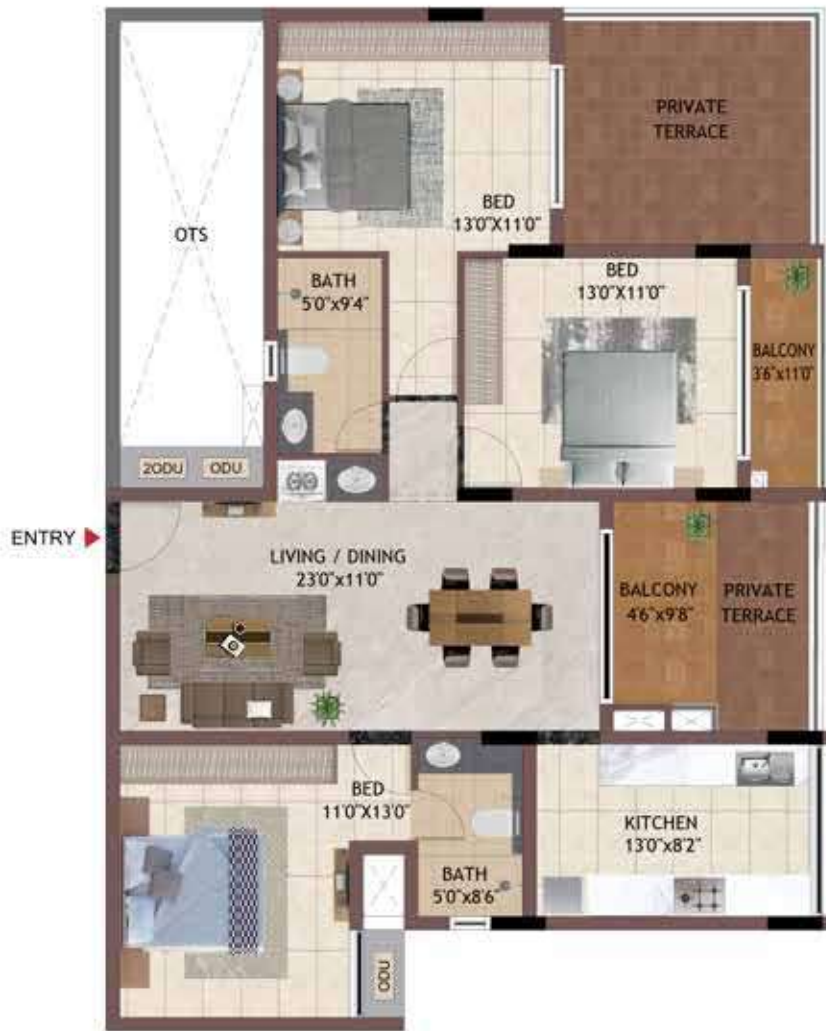 PRIVATE
TERRACE
OTS
BED
13'0"X11'0"
BATH
5'0"x9'4"
BED
13'0"X11'0"
BALCONY
3'6"x11'0"
2ODU
ODU
ENTRY
LIVING / DINING
23'0"x11'0"
BALCONY
4'6"x9'8"
PRIVATE
TERRACE
BED
11'0"X13'0"
KITCHEN
13'0"x8'2"
BATH
5'0"x8'6"
ODU